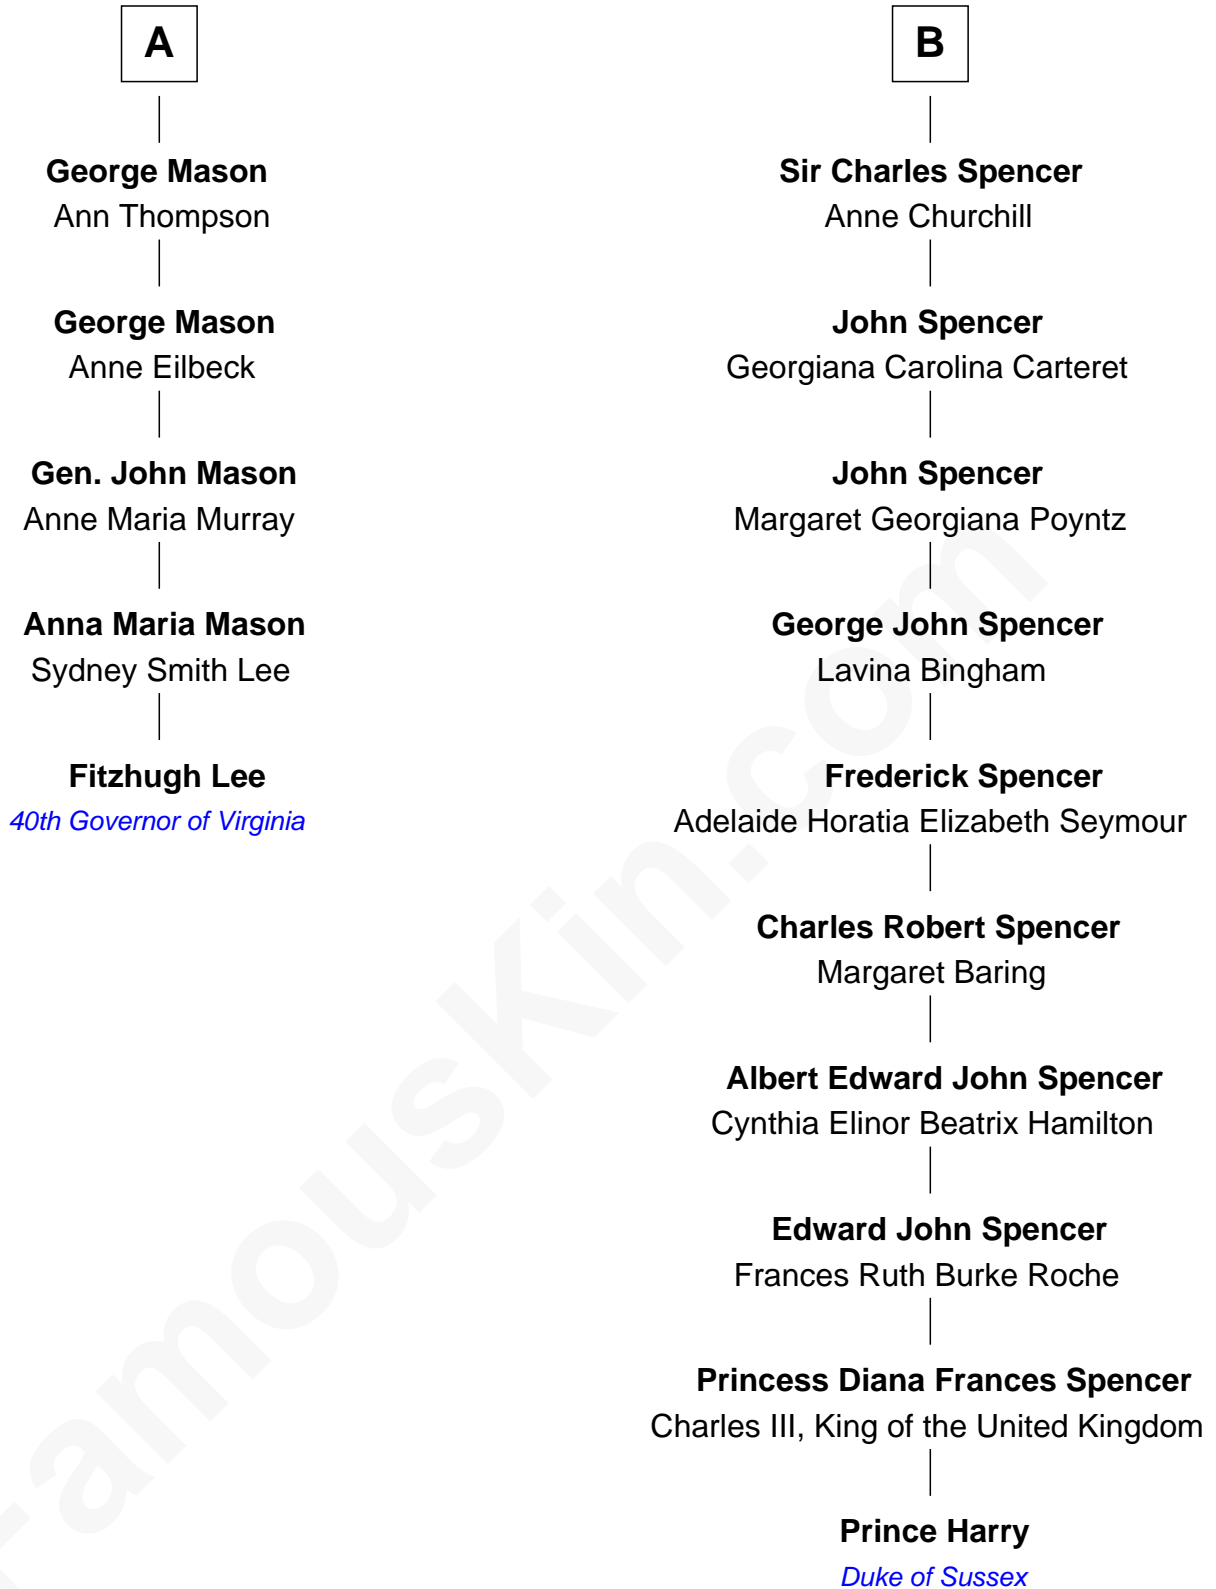 A
George Mason
Ann Thompson
George Mason
Anne Eilbeck
Gen. John Mason
Anne Maria Murray
Anna Maria Mason
Sydney Smith Lee
Fitzhugh Lee
40th Governor of Virginia
B
Sir Charles Spencer
Anne Churchill
John Spencer
Georgiana Carolina Carteret
John Spencer
Margaret Georgiana Poyntz
George John Spencer
Lavina Bingham
Frederick Spencer
Adelaide Horatia Elizabeth Seymour
Charles Robert Spencer
Margaret Baring
Albert Edward John Spencer
Cynthia Elinor Beatrix Hamilton
Edward John Spencer
Frances Ruth Burke Roche
Princess Diana Frances Spencer
Charles III, King of the United Kingdom
Prince Harry
Duke of Sussex
FamousKin.com